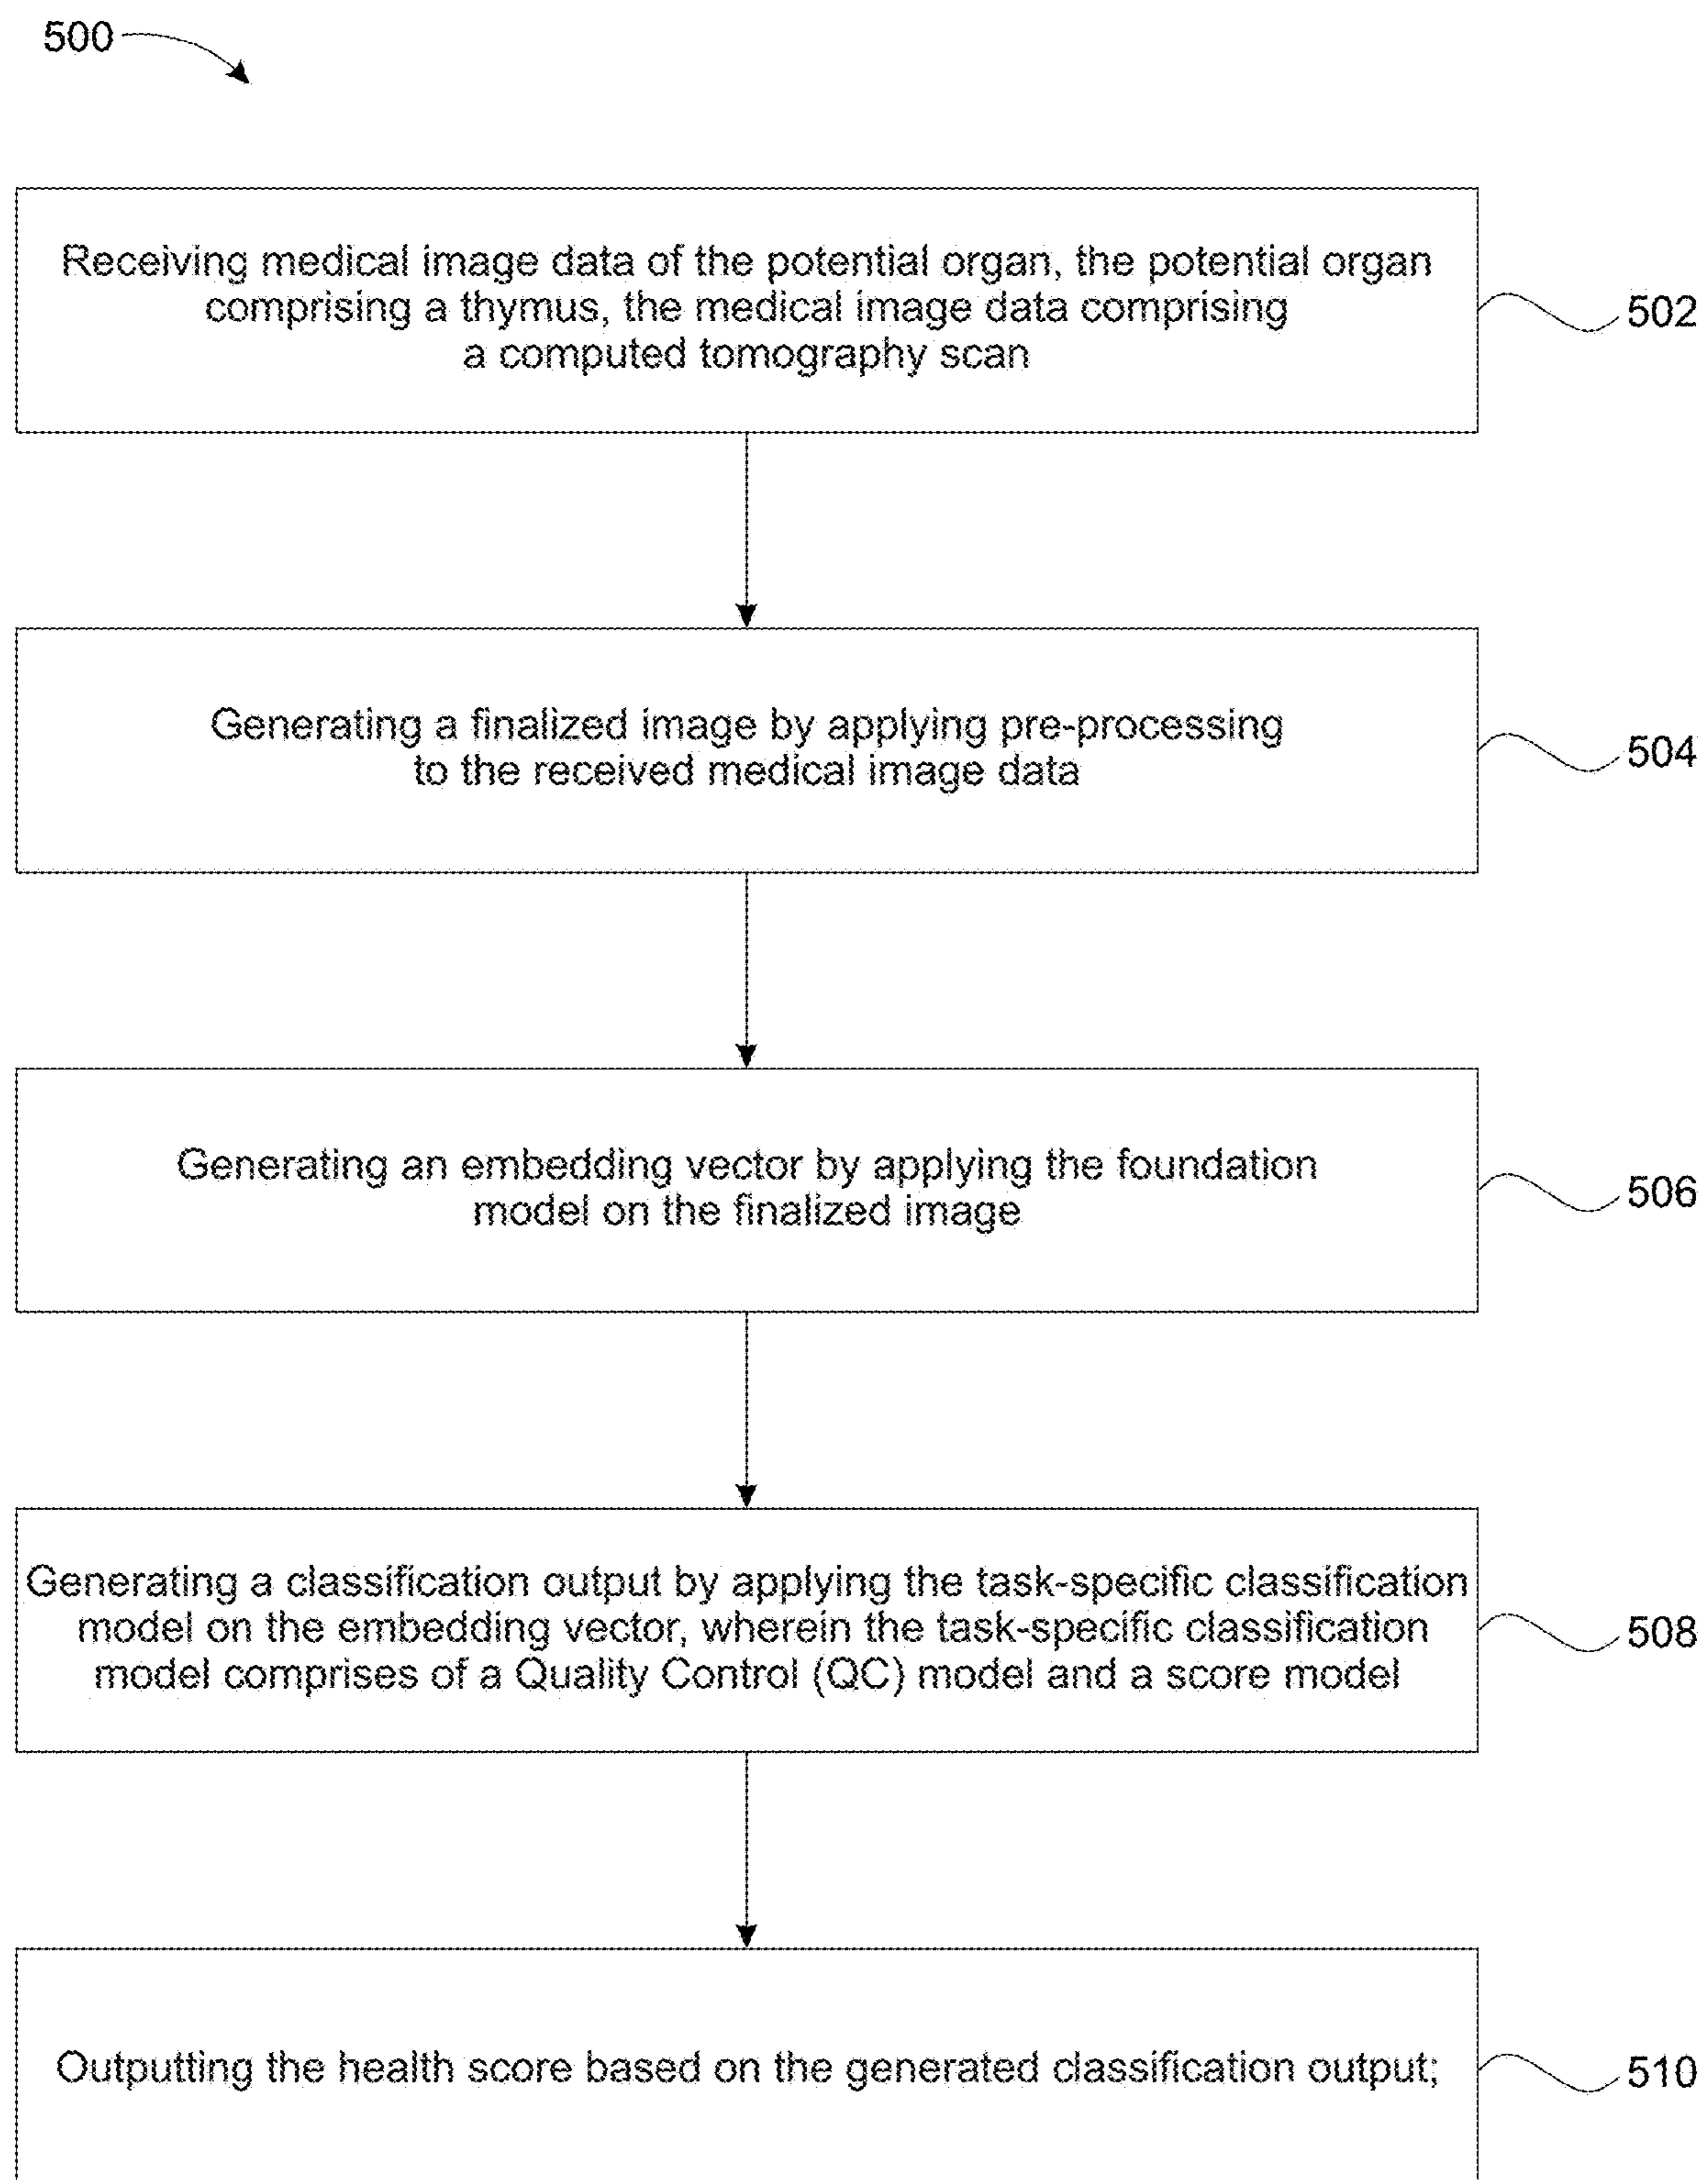 500
Receiving medical image data of the potential organ, the potential organ
comprising a thymus, the medical image data comprising
a computed tomography scan
502
Generating a finalized image by applying pre-processing
to the received medical image data
504
Generating an embedding vector by applying the foundation
model on the finalized image
506
Generating a classification output by applying the task-specific classification
model on the embedding vector, wherein the task-specific classification
model comprises of a Quality Control (QC) model and a score model
508
Outputting the health score based on the generated classification output;
510